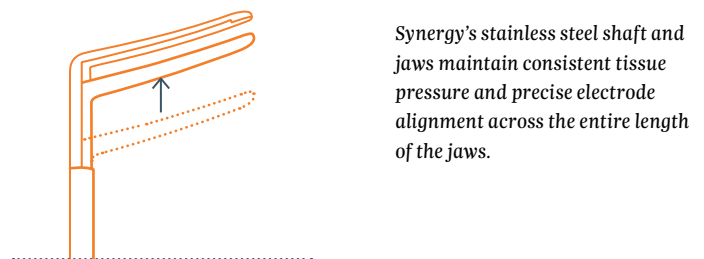 Synergy’s stainless steel shaft and
jaws maintain consistent tissue
pressure and precise electrode
alignment across the entire length
of the jaws.